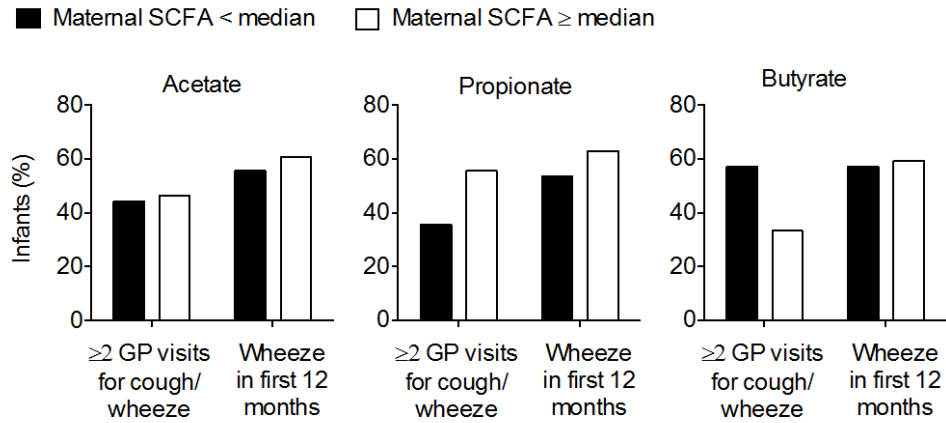 Maternal SCFA < median
Maternal SCFA ≥ median
Acetate
Infants (%)
80
60
40
20
0
≥2 GP visits
for cough/
wheeze
Wheeze
in first 12
months
Propionate
80
60
40
20
0
≥2 GP visits
for cough/
wheeze
Wheeze
in first 12
months
Butyrate
80
60
40
20
0
≥2 GP visits
for cough/
wheeze
Wheeze
in first 12
months